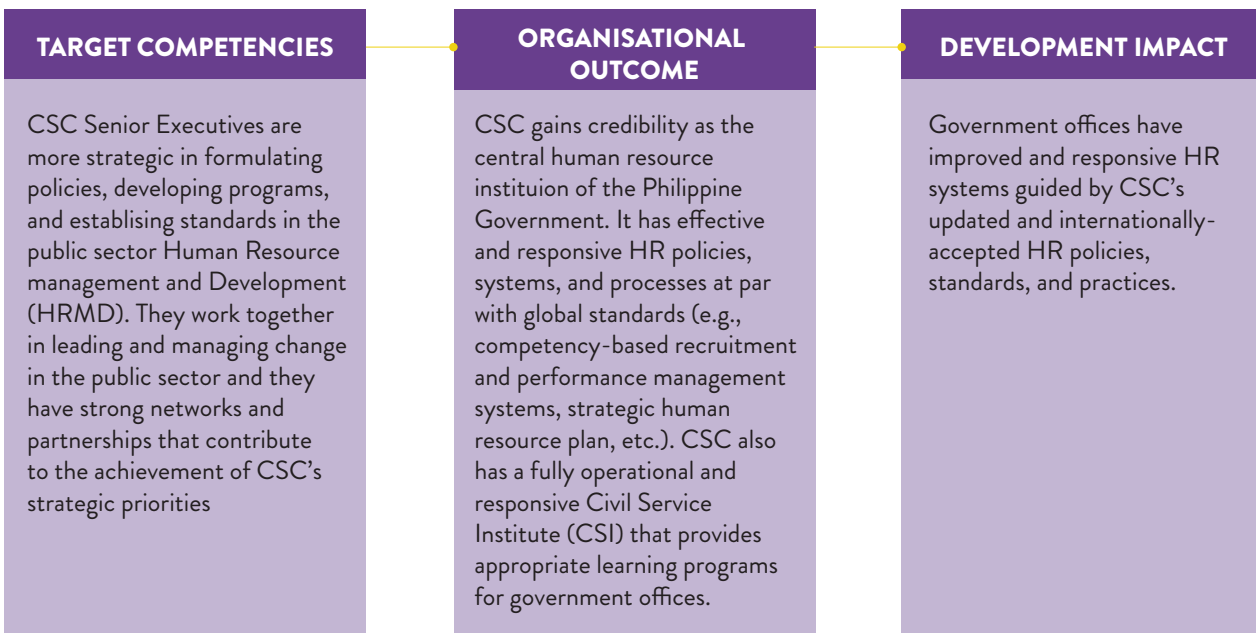 TARGET COMPETENCIES
CSC Senior Executives are
more strategic in formulating
policies, developing programs,
and establising standards in the
public sector Human Resource
management and Development
(HRMD). They work together
in leading and managing change
in the public sector and they
have strong networks and
partnerships that contribute
to the achievement of CSC’s
strategic priorities
ORGANISATIONAL
OUTCOME
CSC gains credibility as the
central human resource
instituion of the Philippine
Government. It has effective
and responsive HR policies,
systems, and processes at par
with global standards (e.g.,
competency-based recruitment
and performance management
systems, strategic human
resource plan, etc.). CSC also
has a fully operational and
responsive Civil Service
Institute (CSI) that provides
appropriate learning programs
for government offices.
DEVELOPMENT IMPACT
Government offices have
improved and responsive HR
systems guided by CSC’s
updated and internationally-
accepted HR policies,
standards, and practices.